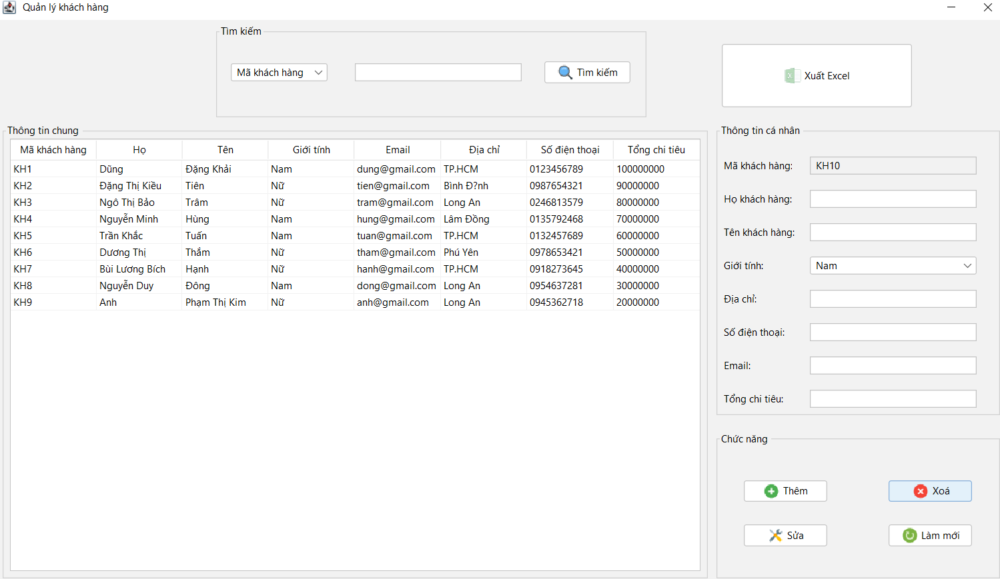 Quản lý khách hàng
Tìm kiếm
Mã khách hàng
Tìm kiếm
Xuất Excel
Thông tin chung
Mã khách hàng Họ Tên Giới tính Email Địa chỉ Số điện thoại Tổng chi tiêu
KH1 Dũng Đặng Khải Nam dung@gmail.com TP.HCM 0123456789 100000000
KH2 Đặng Thị Kiều Tiên Nữ tien@gmail.com Bình Đ?nh 0987654321 90000000
KH3 Ngô Thị Bảo Trâm Nữ tram@gmail.com Long An 0246813579 80000000
KH4 Nguyễn Minh Hùng Nam hung@gmail.com Lâm Đồng 0135792468 70000000
KH5 Trần Khắc Tuấn Nam tuan@gmail.com TP.HCM 0132457689 60000000
KH6 Dương Thị Thắm Nữ tham@gmail.com Phú Yên 0978653421 50000000
KH7 Bùi Lương Bích Hạnh Nữ hanh@gmail.com TP.HCM 0918273645 40000000
KH8 Nguyễn Duy Đông Nam dong@gmail.com Long An 0954637281 30000000
KH9 Anh Phạm Thị Kim Nữ anh@gmail.com Long An 0945362718 20000000
Thông tin cá nhân
Mã khách hàng: KH10
Họ khách hàng:
Tên khách hàng:
Giới tính: Nam
Địa chỉ:
Số điện thoại:
Email:
Tổng chi tiêu:
Chức năng
Thêm Xoá
Sửa Làm mới